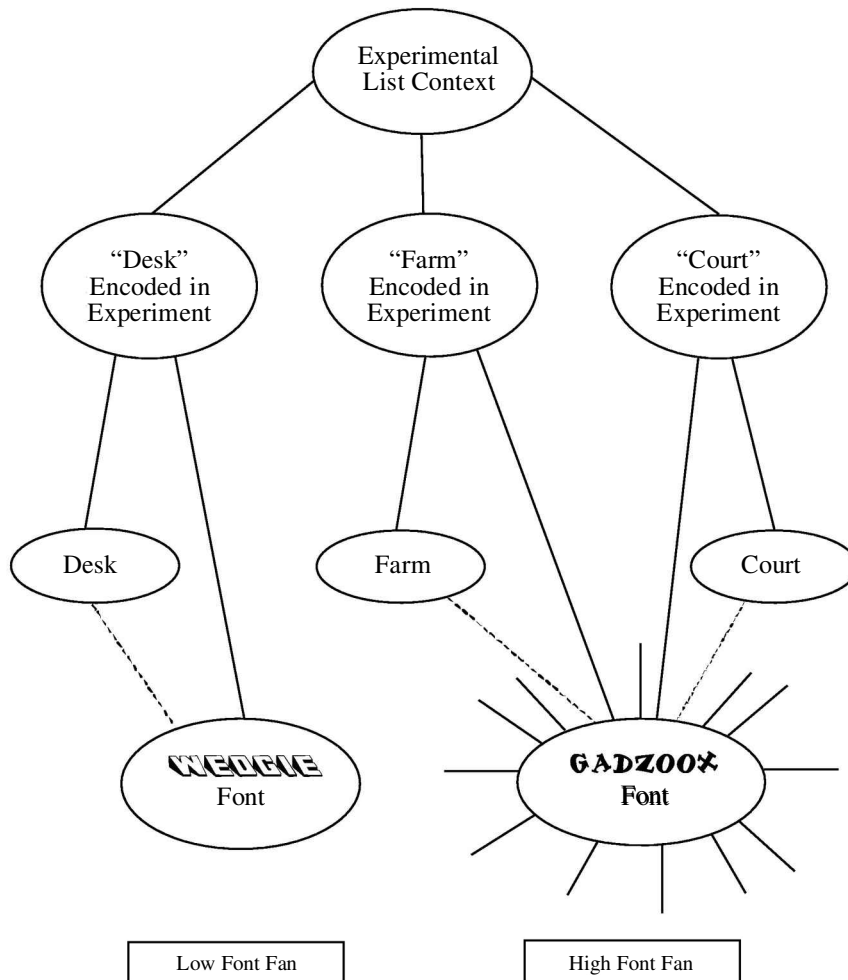 Experimental
List Context
“Desk”
Encoded in
Experiment
“Farm”
Encoded in
Experiment
“Court”
Encoded in
Experiment
Desk
Farm
Court
WEDGIE
Font
GADZOOX
Font
Low Font Fan
High Font Fan